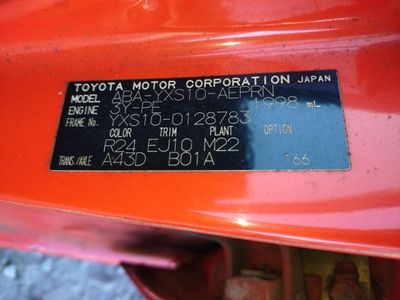 TOYOTA MOTOR CORPORATION JAPAN
MODEL ABA-YXS10-AEPRN
ENGINE 3Y-PE 1998 mL
FRAME No. YXS10-0128783
COLOR TRIM PLANT OPTION
R24 EJ10 M22
TRANS./AXLE A43D B01A '66